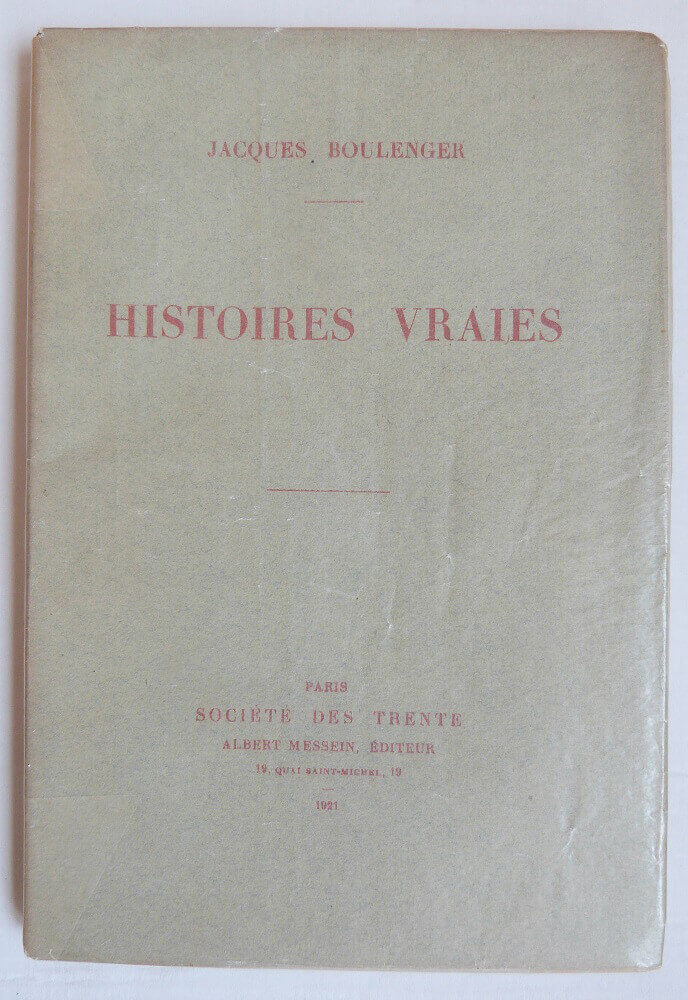 JACQUES BOULENGER
HISTOIRES VRAIES
PARIS
SOCIÉTÉ DES TRENTE
ALBERT MESSEIN, ÉDITEUR
19, QUAI SAINT-MICHEL, 19
1921